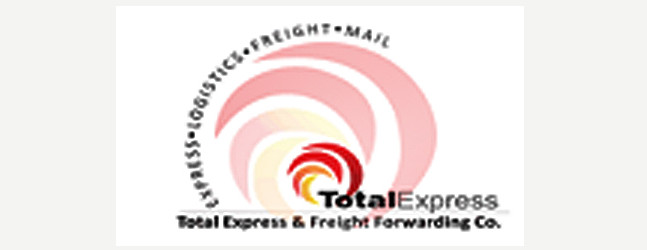 EXPRESS•LOGISTICS•FREIGHT•MAIL
TotalExpress
Total Express & Freight Forwarding Co.